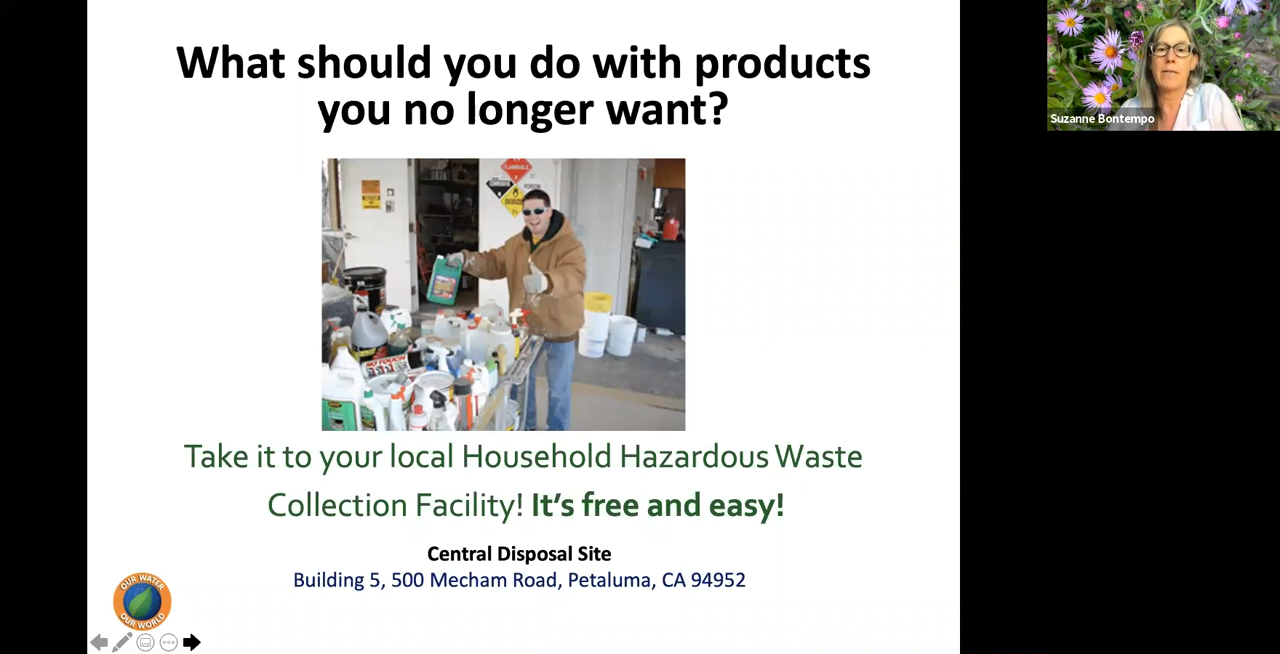 What should you do with products
you no longer want?
Suzanne Bontempo
FLAMMABLE
POISON
Take it to your local Household Hazardous Waste
Collection Facility! It's free and easy!
Central Disposal Site
Building 5, 500 Mecham Road, Petaluma, CA 94952
OUR WATER
OUR WORLD